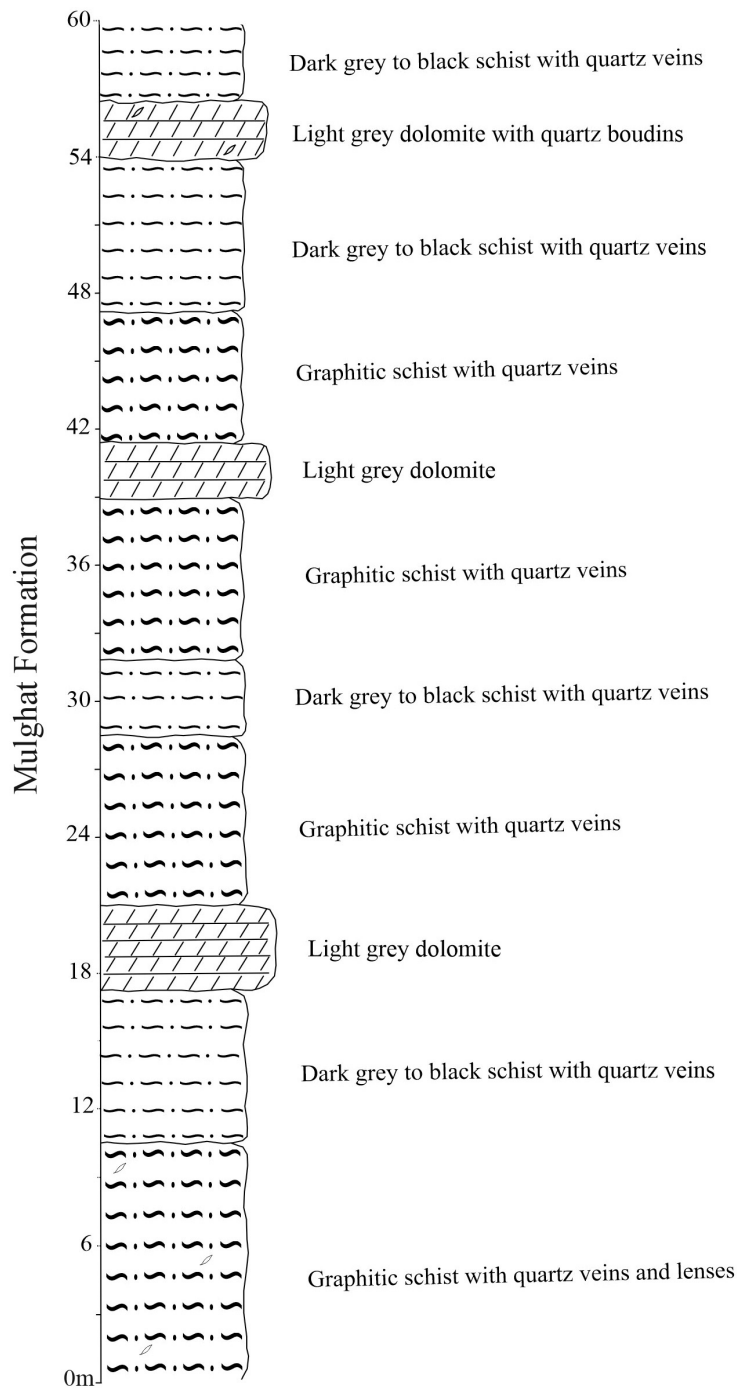 60
Dark grey to black schist with quartz veins
Light grey dolomite with quartz boudins
54
Dark grey to black schist with quartz veins
48
Graphitic schist with quartz veins
42
Light grey dolomite
36
Graphitic schist with quartz veins
Mulghat Formation
30
Dark grey to black schist with quartz veins
24
Graphitic schist with quartz veins
Light grey dolomite
18
Dark grey to black schist with quartz veins
12
6
Graphitic schist with quartz veins and lenses
0m